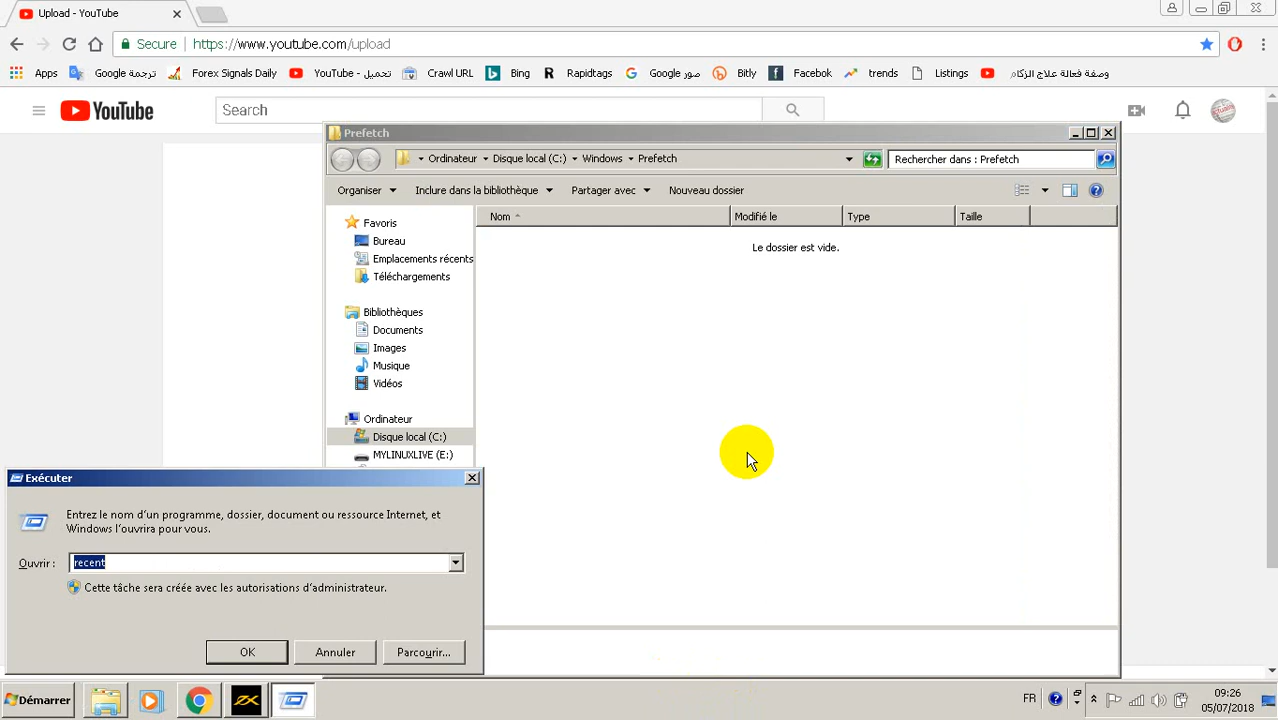 Upload - YouTube
Secure
https://www.youtube.com/upload
Apps
ترجمة Google
Forex Signals Daily
تحميل - YouTube
Crawl URL
Bing
Rapidtags
صور Google
Bitly
Facebok
trends
Listings
وصفة فعالة علاج الزكام
YouTube
Search
Prefetch
Ordinateur
Disque local (C:)
Windows
Prefetch
Rechercher dans : Prefetch
Organiser
Inclure dans la bibliothèque
Partager avec
Nouveau dossier
Nom
Modifié le
Type
Taille
Favoris
Bureau
Emplacements récents
Téléchargements
Bibliothèques
Documents
Images
Musique
Vidéos
Ordinateur
Disque local (C:)
MYLINUXLIVE (E:)
Le dossier est vide.
Exécuter
Entrez le nom d'un programme, dossier, document ou ressource Internet, et
Windows l'ouvrira pour vous.
Ouvrir :
recent
Cette tâche sera créée avec les autorisations d'administrateur.
OK
Annuler
Parcourir...
Démarrer
ZK
FR
09:26
05/07/2018